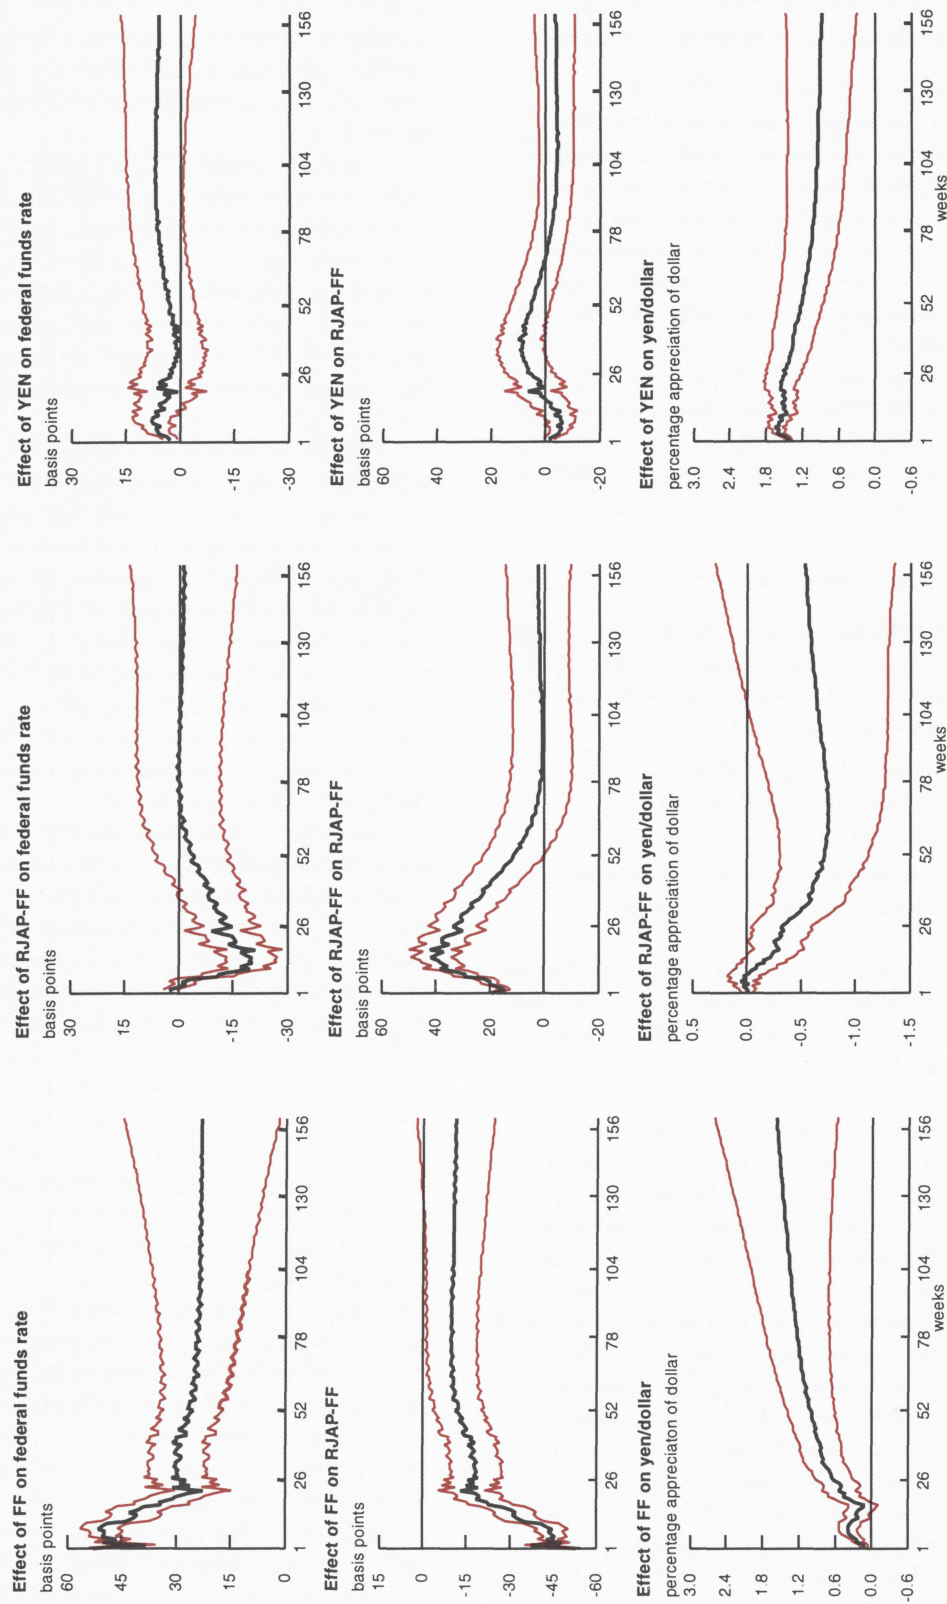 Effect of FF on federal funds rate
basis points
60
45
30
15
0
1 26 52 78 104 130 156
Effect of RJAP-FF on federal funds rate
basis points
30
15
0
-15
-30
1 26 52 78 104 130 156
Effect of YEN on federal funds rate
basis points
30
15
0
-15
-30
1 26 52 78 104 130 156
Effect of FF on RJAP-FF
basis points
15
0
-15
-30
-45
-60
1 26 52 78 104 130 156
Effect of RJAP-FF on RJAP-FF
basis points
60
40
20
0
-20
1 26 52 78 104 130 156
Effect of YEN on RJAP-FF
basis points
60
40
20
0
-20
1 26 52 78 104 130 156
Effect of FF on yen/dollar
percentage appreciaton of dollar
3.0
2.4
1.8
1.2
0.6
0.0
-0.6
1 26 52 78 104 130 156
weeks
Effect of RJAP-FF on yen/dollar
percentage appreciation of dollar
0.5
0.0
-0.5
-1.0
-1.5
1 26 52 78 104 130 156
weeks
Effect of YEN on yen/dollar
percentage appreciation of dollar
3.0
2.4
1.8
1.2
0.6
0.0
-0.6
1 26 52 78 104 130 156
weeks